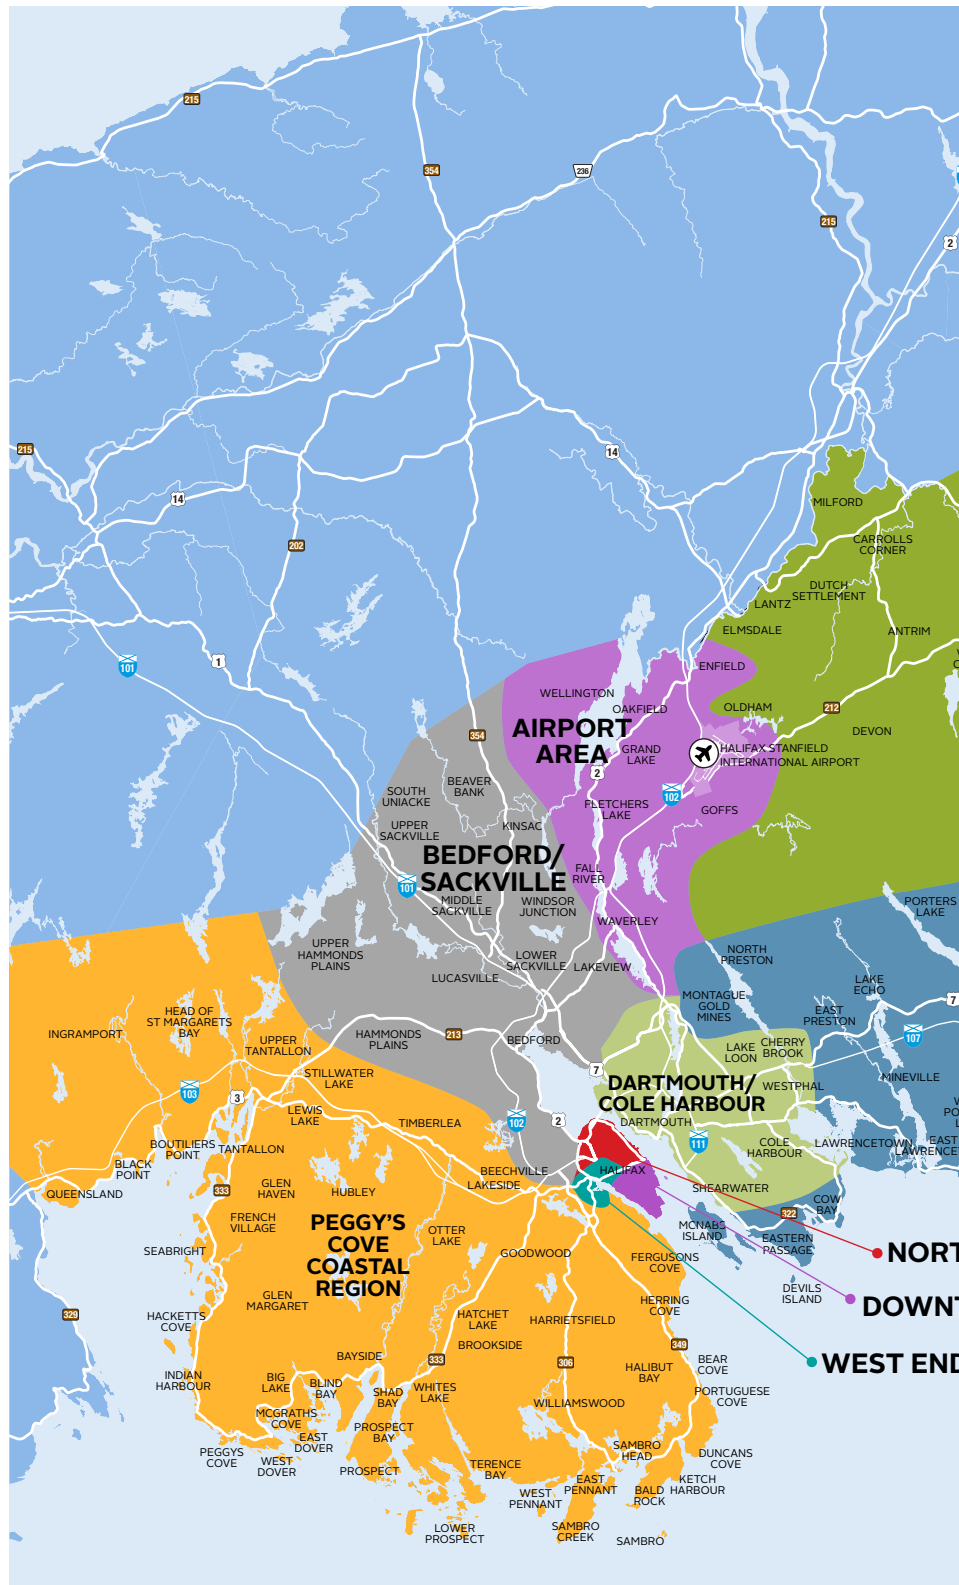 215
354
236
215
2
215
14
14
202
101
1
MILFORD
CARROLLS
CORNER
DUTCH
SETTLEMENT
LANTZ
ELMSDALE
ANTRIM
ENFIELD
WELLINGTON
OAKFIELD
OLDHAM
212
DEVON
AIRPORT
AREA
354
GRAND
LAKE
HALIFAX STANFIELD
INTERNATIONAL AIRPORT
2
102
BEAVER
BANK
SOUTH
UNIACKE
FLETCHERS
LAKE
GOFFS
UPPER
SACKVILLE
KINSAC
BEDFORD/
SACKVILLE
FALL
RIVER
101
MIDDLE
SACKVILLE
WINDSOR
JUNCTION
PORTERS
LAKE
WAVERLEY
UPPER
HAMMONDS
PLAINS
LOWER
SACKVILLE
LAKEVIEW
NORTH
PRESTON
LUCASVILLE
LAKE
ECHO
MONTAGUE
GOLD
MINES
7
HEAD OF
ST MARGARETS
BAY
EAST
PRESTON
INGRAMPORT
UPPER
TANTALLON
HAMMONDS
PLAINS
213
BEDFORD
LAKE
LOON
CHERRY
BROOK
107
STILLWATER
LAKE
7
DARTMOUTH/
COLE HARBOUR
WESTPHAL
MINEVILLE
103
3
LEWIS
LAKE
TIMBERLEA
102
2
DARTMOUTH
111
BOUTILIERS
POINT
TANTALLON
COLE
HARBOUR
LAWRENCETOWN
BLACK
POINT
BEECHVILLE
LAKESIDE
HALIFAX
QUEENSLAND
333
GLEN
HAVEN
HUBLEY
SHEARWATER
COW
BAY
322
FRENCH
VILLAGE
PEGGY'S
COVE
COASTAL
REGION
OTTER
LAKE
MCNABS
ISLAND
EASTERN
PASSAGE
SEABRIGHT
GOODWOOD
FERGUSONS
COVE
NORT
DEVILS
ISLAND
GLEN
MARGARET
HERRING
COVE
DOWNT
HACKETTS
COVE
329
HATCHET
LAKE
HARRIETSFIELD
BROOKSIDE
349
BAYSIDE
333
306
BEAR
COVE
WEST END
INDIAN
HARBOUR
BIG
LAKE
BLIND
BAY
SHAD
BAY
WHITES
LAKE
HALIBUT
BAY
PORTUGUESE
COVE
MCGRATHS
COVE
WILLIAMSWOOD
PROSPECT
BAY
EAST
DOVER
PEGGYS
COVE
WEST
DOVER
PROSPECT
TERENCE
BAY
SAMBRO
HEAD
DUNCANS
COVE
EAST
PENNANT
KETCH
HARBOUR
WEST
PENNANT
BALD
ROCK
LOWER
PROSPECT
SAMBRO
CREEK
SAMBRO